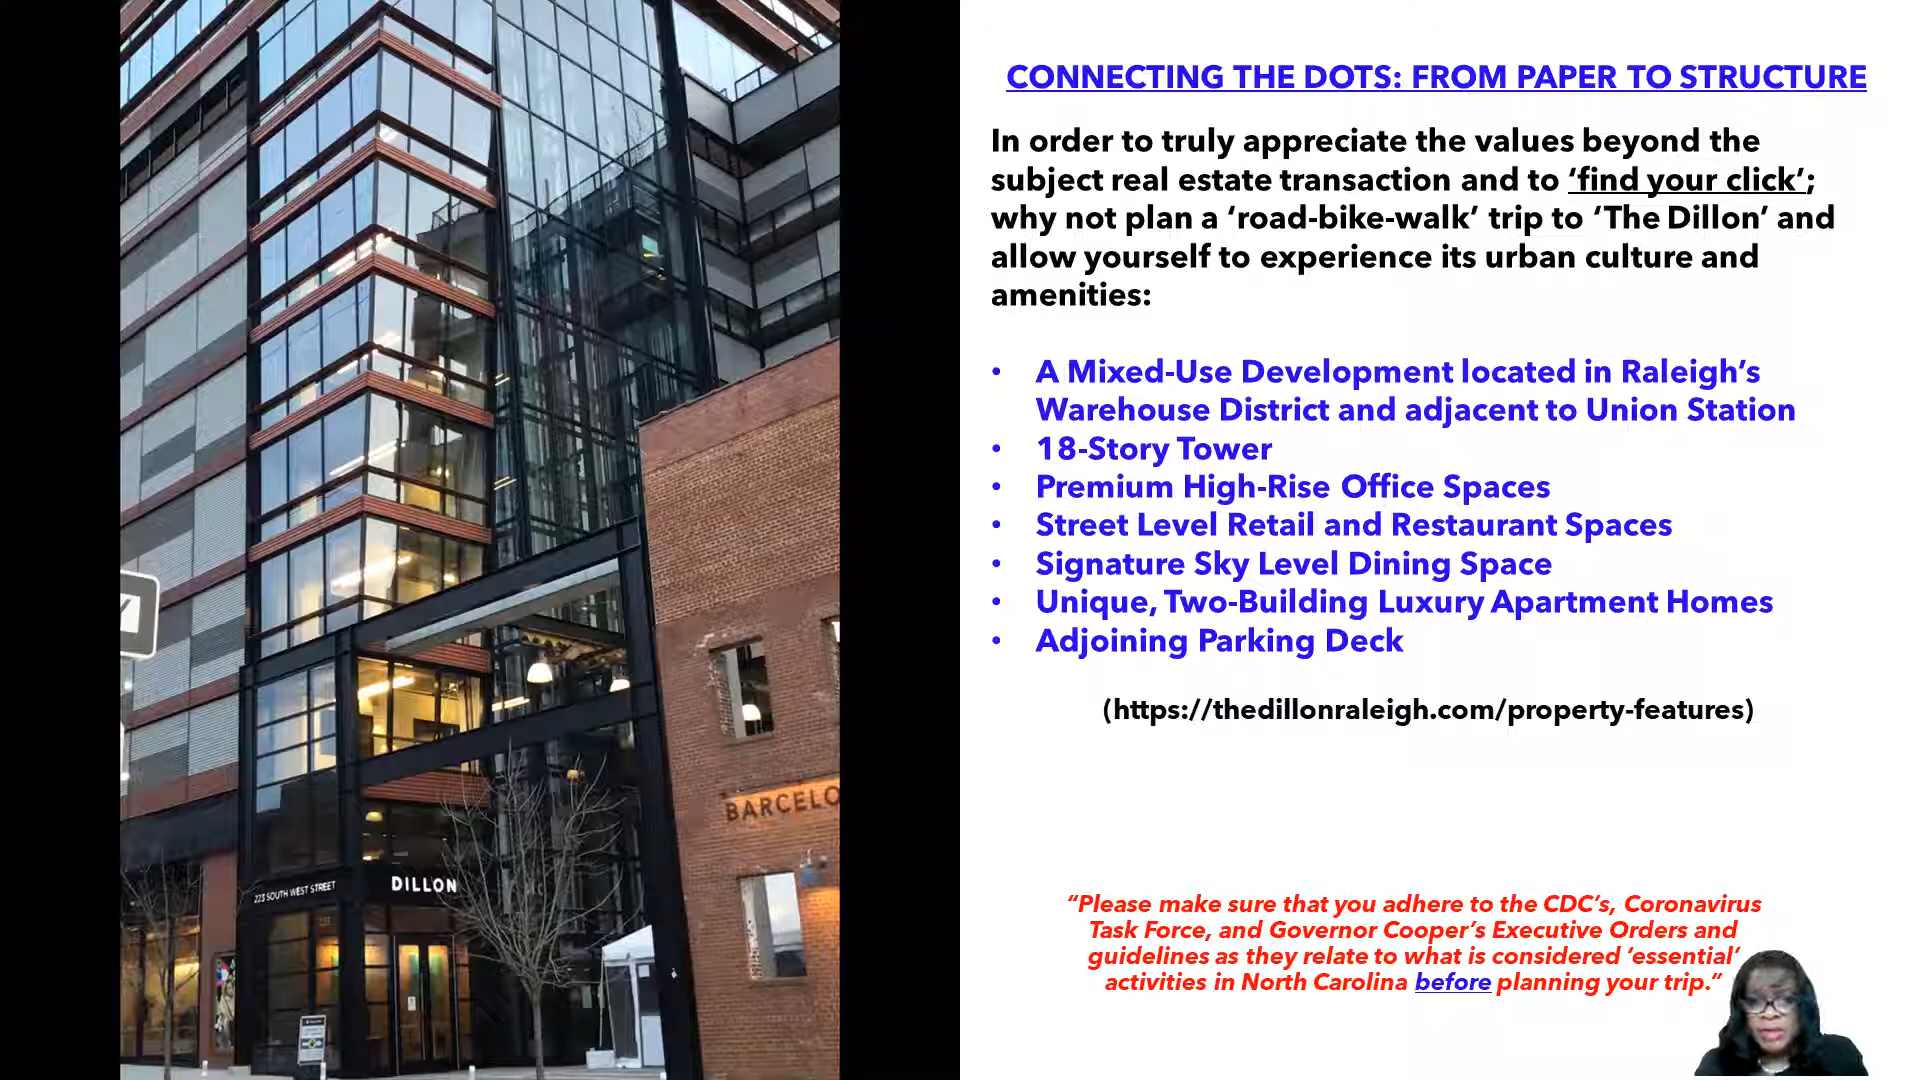 CONNECTING THE DOTS: FROM PAPER TO STRUCTURE
In order to truly appreciate the values beyond the
subject real estate transaction and to ‘find your click’;
why not plan a ‘road-bike-walk’ trip to ‘The Dillon’ and
allow yourself to experience its urban culture and
amenities:
• A Mixed-Use Development located in Raleigh’s
Warehouse District and adjacent to Union Station
• 18-Story Tower
• Premium High-Rise Office Spaces
• Street Level Retail and Restaurant Spaces
• Signature Sky Level Dining Space
• Unique, Two-Building Luxury Apartment Homes
• Adjoining Parking Deck
(https://thedillonraleigh.com/property-features)
“Please make sure that you adhere to the CDC’s, Coronavirus
Task Force, and Governor Cooper’s Executive Orders and
guidelines as they relate to what is considered ‘essential’
activities in North Carolina before planning your trip.”
BARCELO
223 SOUTH WEST STREET
DILLON